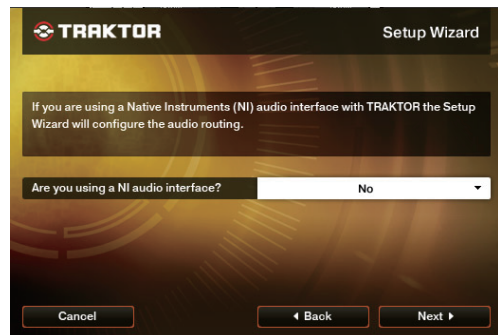 TRAKTOR
Setup Wizard
If you are using a Native Instruments (NI) audio interface with TRAKTOR the Setup
Wizard will configure the audio routing.
Are you using a NI audio interface?
No
Cancel
Back
Next